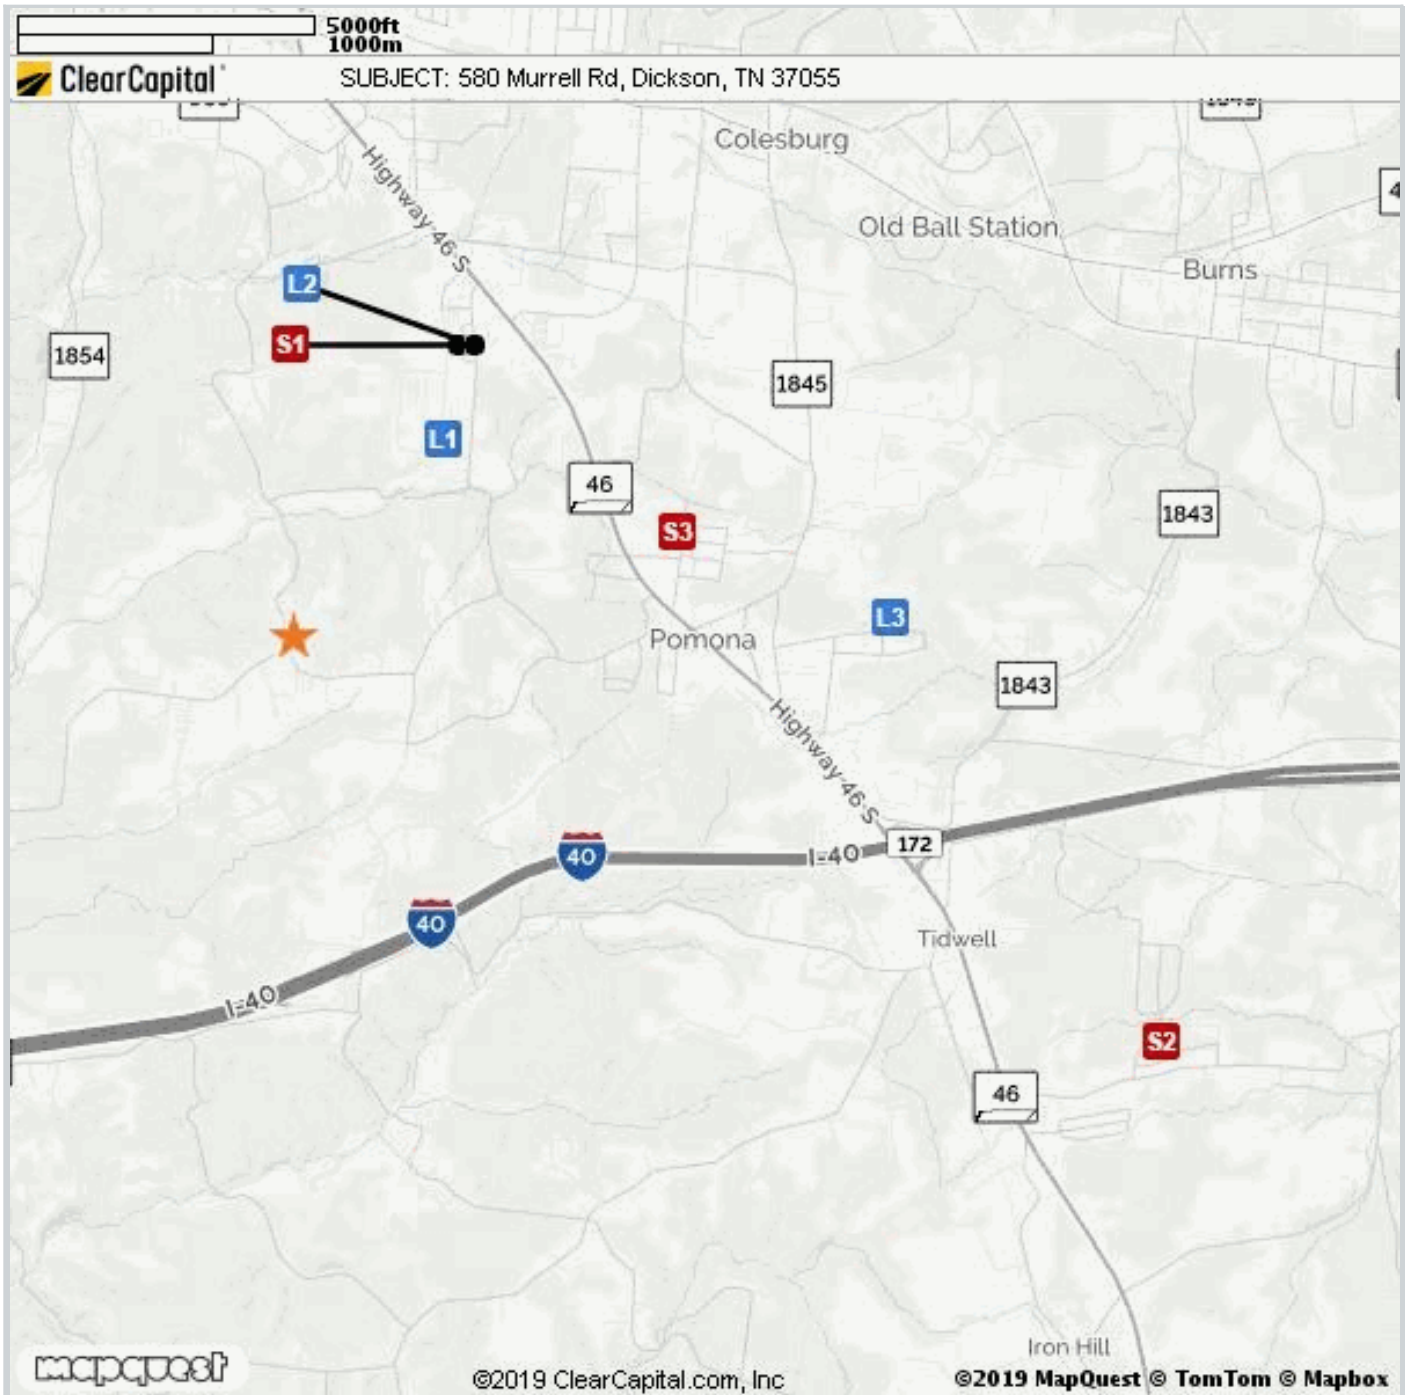 5000ft
1000m
ClearCapital
SUBJECT: 580 Murrell Rd, Dickson, TN 37055
Colesburg
Highway 46 S
Old Ball Station
Burns
L2
S1
1854
1845
L1
46
1843
S3
L3
Pomona
1843
Highway 46 S
172
I-40
40
40
Tidwell
I-40
S2
46
Iron Hill
mapquest
©2019 ClearCapital.com, Inc
©2019 MapQuest © TomTom © Mapbox